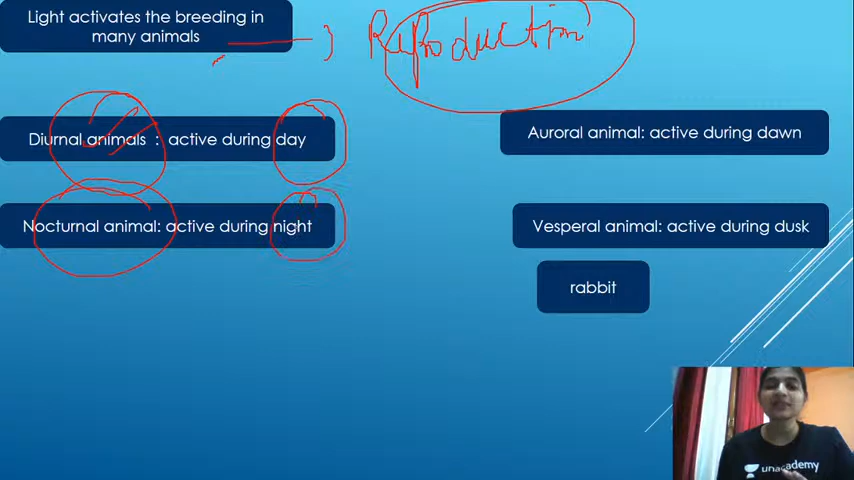 Light activates the breeding in
many animals
Reproduction
Diurnal animals : active during day
Auroral animal: active during dawn
Nocturnal animal: active during night
Vesperal animal: active during dusk
rabbit
unacademy